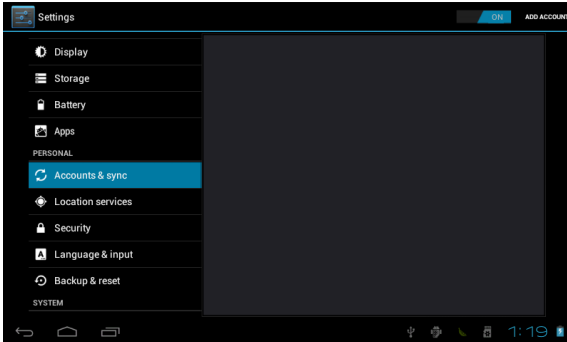 Settings
ON
ADD ACCOUNT
Display
Storage
Battery
Apps
PERSONAL
Accounts & sync
Location services
Security
A Language & input
Backup & reset
SYSTEM
1:19